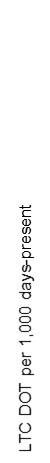 LTC DOT per 1,000 days-present